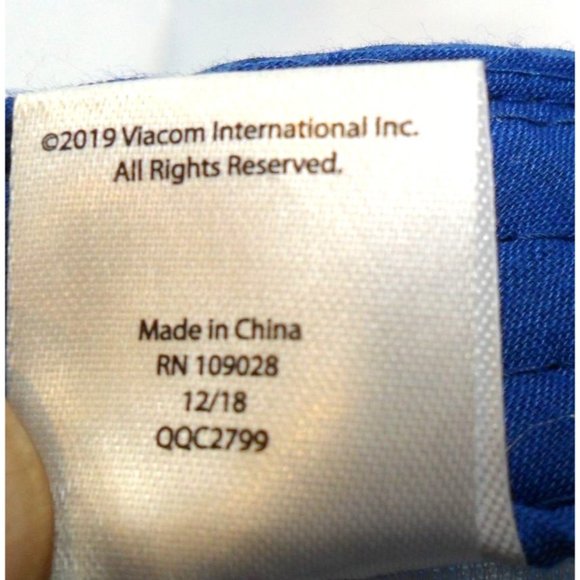 ©2019 Viacom International Inc.
All Rights Reserved.
Made in China
RN 109028
12/18
QQC2799